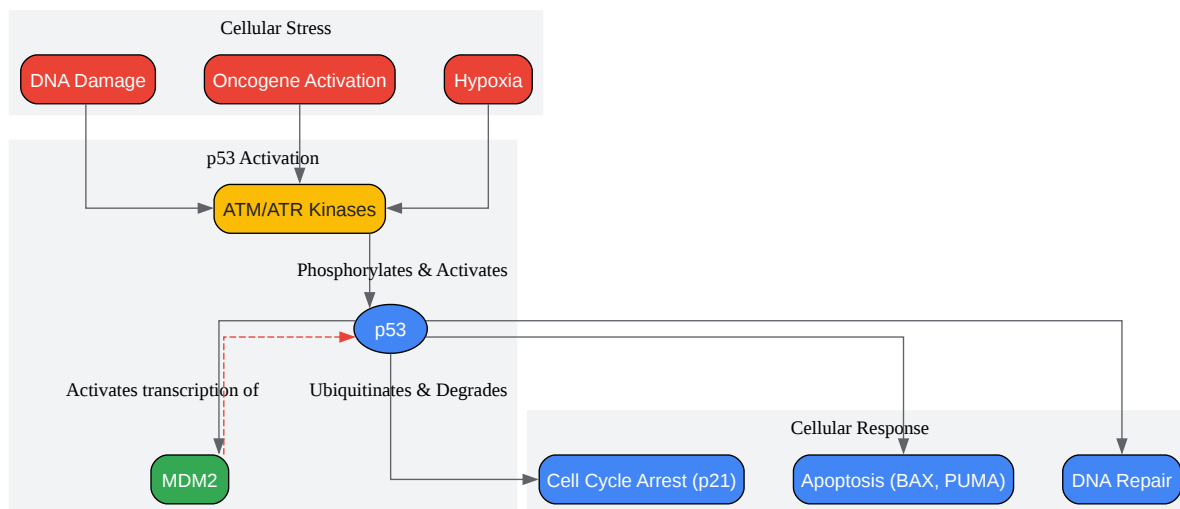 Cellular Stress
DNA Damage
Oncogene Activation
Hypoxia
p53 Activation
ATM/ATR Kinases
Phosphorylates & Activates
p53
Activates transcription of
Ubiquitinates & Degrades
Cellular Response
MDM2
Cell Cycle Arrest (p21)
Apoptosis (BAX, PUMA)
DNA Repair